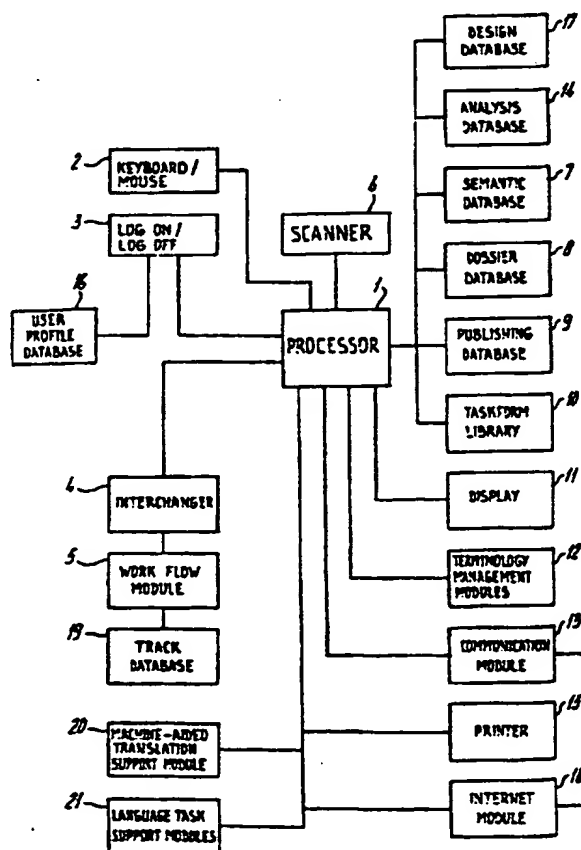 DESIGN
DATABASE
17
ANALYSIS
DATABASE
14
2
KEYBOARD/
MOUSE
SEMANTIC
DATABASE
7
3
LOG ON/
LOG OFF
6
SCANNER
DOSSIER
DATABASE
8
16
USER
PROFILE
DATABASE
1
PROCESSOR
PUBLISHING
DATABASE
9
TASKFORM
LIBRARY
10
4
INTERCHANGER
DISPLAY
11
5
WORK FLOW
MODULE
TERMINOLOGY
MANAGEMENT
MODULES
12
19
TRACK
DATABASE
COMMUNICATION
MODULE
13
20
MACHINE-AIDED
TRANSLATION
SUPPORT MODULE
PRINTER
15
21
LANGUAGE TASK
SUPPORT MODULES
INTERNET
MODULE
18